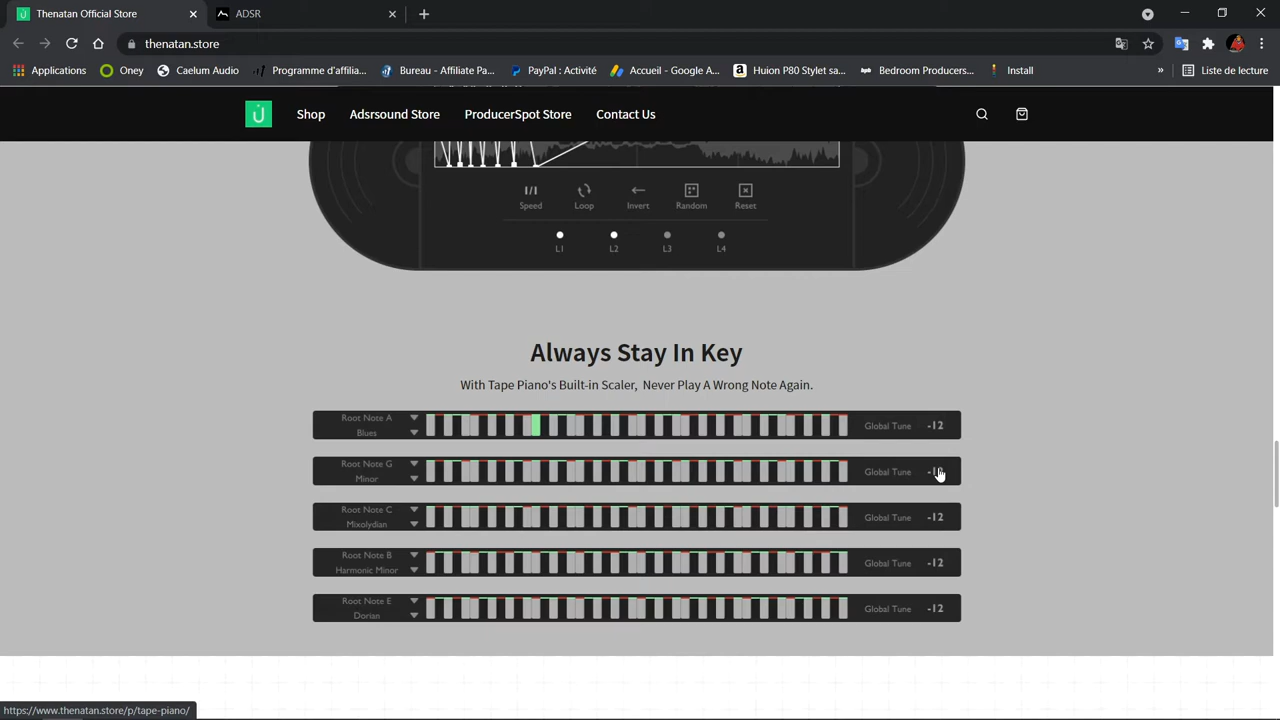 Thenatan Official Store
ADSR
thenatan.store
Applications
Oney
Caelum Audio
Programme d'affilia...
Bureau - Affiliate Pa...
PayPal : Activité
Accueil - Google A...
Huion P80 Stylet sa...
Bedroom Producers...
Install
»
Liste de lecture
Shop
Adsrsound Store
ProducerSpot Store
Contact Us
Speed
Loop
Invert
Random
Reset
L1
L2
L3
L4
Always Stay In Key
With Tape Piano's Built-in Scaler, Never Play A Wrong Note Again.
Root Note A
Blues
Global Tune
-12
Root Note G
Minor
Global Tune
Root Note C
Mixolydian
Global Tune
-12
Root Note B
Harmonic Minor
Global Tune
-12
Root Note E
Dorian
Global Tune
-12
https://www.thenatan.store/p/tape-piano/